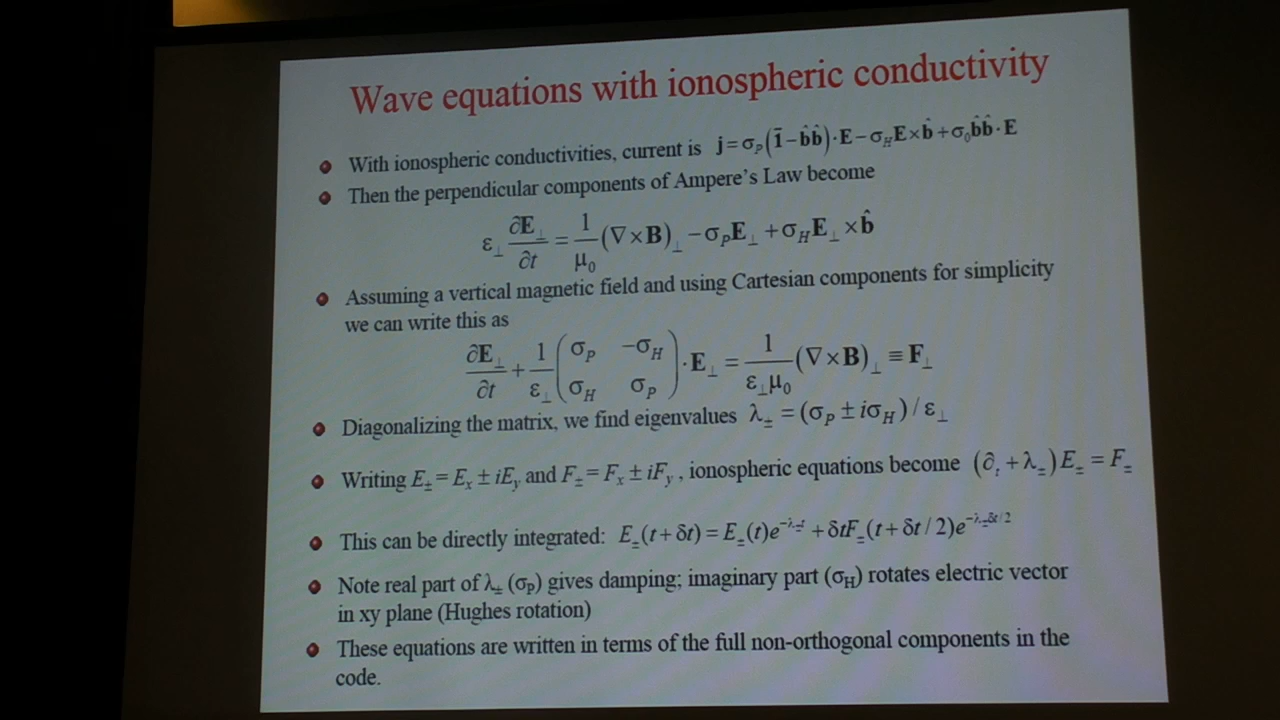 Wave equations with ionospheric conductivity
With ionospheric conductivities, current is j=σ_P(1̄−b̂b̂)·E−σ_H E×b̂+σ_0 b̂b̂·E
Then the perpendicular components of Ampere's Law become
ε_⊥ ∂E_⊥/∂t = 1/μ_0 (∇×B)_⊥ −σ_P E_⊥ +σ_H E_⊥ ×b̂
Assuming a vertical magnetic field and using Cartesian components for simplicity
we can write this as
∂E_⊥/∂t + 1/ε_⊥ (σ_P −σ_H; σ_H σ_P) ·E_⊥ = 1/(ε_⊥μ_0) (∇×B)_⊥ ≡ F_⊥
Diagonalizing the matrix, we find eigenvalues λ_± = (σ_P ± iσ_H) / ε_⊥
Writing E_± = E_x ± iE_y and F_± = F_x ± iF_y , ionospheric equations become (∂_t + λ_±) E_± = F_±
This can be directly integrated: E_±(t+δt) = E_±(t)e^{−λ_±t} + δtF_±(t+δt/2)e^{−λ_±δt/2}
Note real part of λ_± (σ_P) gives damping; imaginary part (σ_H) rotates electric vector
in xy plane (Hughes rotation)
These equations are written in terms of the full non-orthogonal components in the
code.